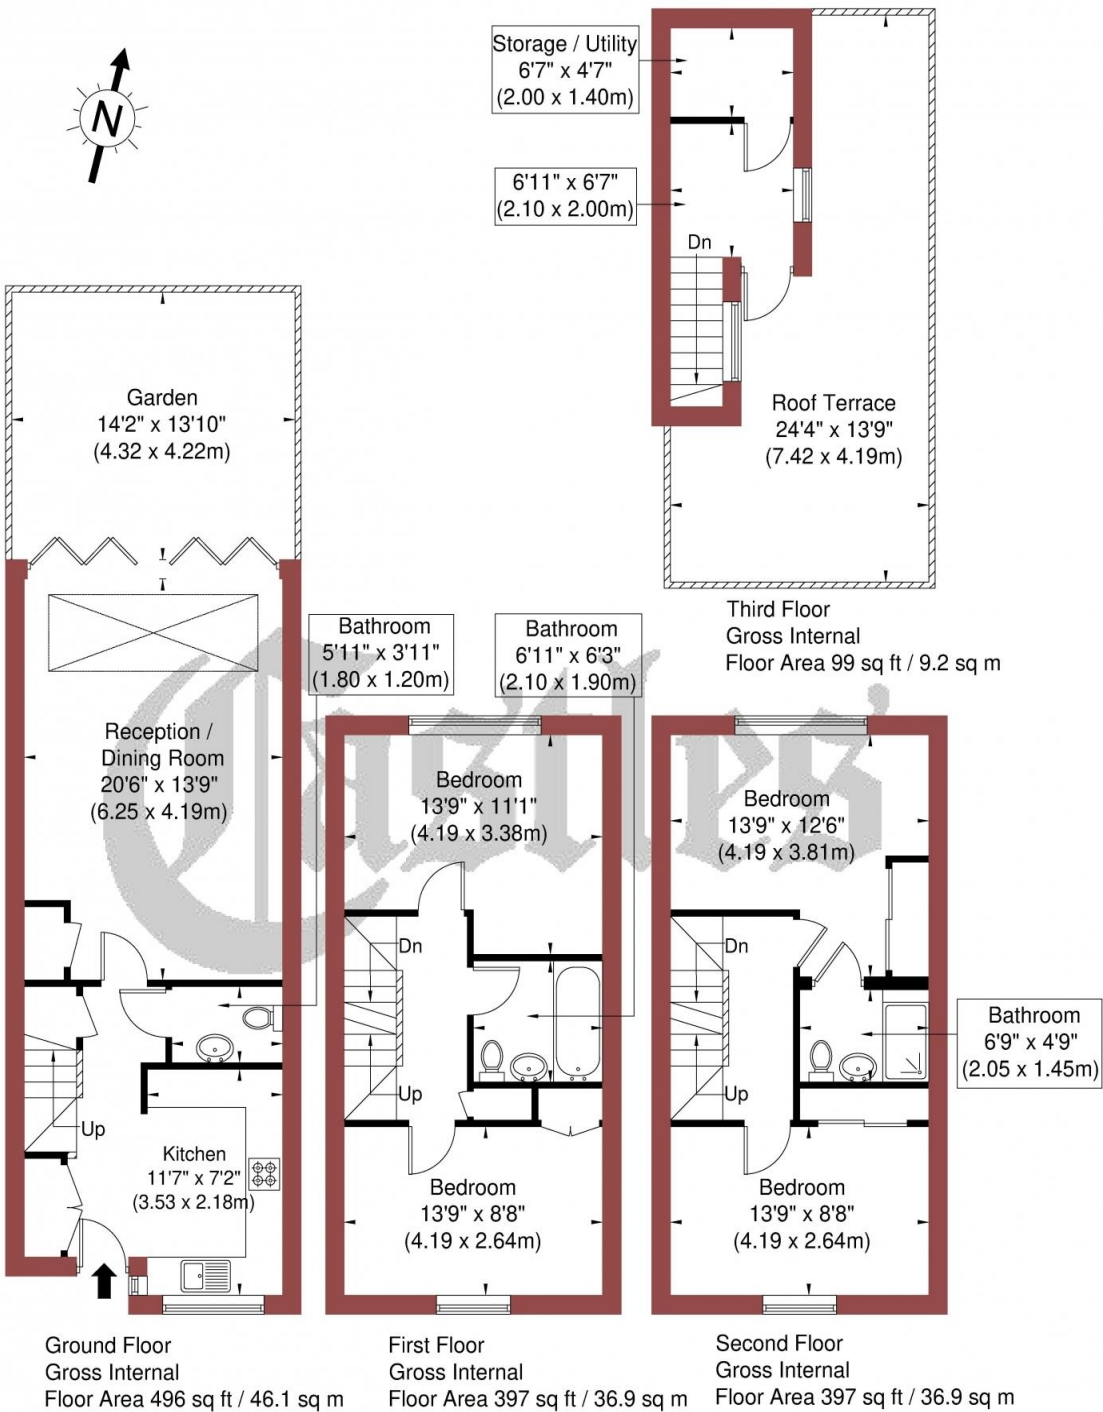 Storage / Utility
6'7" x 4'7"
(2.00 x 1.40m)
N
6'11" x 6'7"
(2.10 x 2.00m)
Dn
Garden
14'2" x 13'10"
(4.32 x 4.22m)
Roof Terrace
24'4" x 13'9"
(7.42 x 4.19m)
Third Floor
Gross Internal
Floor Area 99 sq ft / 9.2 sq m
Bathroom
5'11" x 3'11"
(1.80 x 1.20m)
Bathroom
6'11" x 6'3"
(2.10 x 1.90m)
Castles'
Reception /
Dining Room
20'6" x 13'9"
(6.25 x 4.19m)
Bedroom
13'9" x 11'1"
(4.19 x 3.38m)
Bedroom
13'9" x 12'6"
(4.19 x 3.81m)
Dn
Dn
Bathroom
6'9" x 4'9"
(2.05 x 1.45m)
Up
Up
Up
Kitchen
11'7" x 7'2"
(3.53 x 2.18m)
Bedroom
13'9" x 8'8"
(4.19 x 2.64m)
Bedroom
13'9" x 8'8"
(4.19 x 2.64m)
Ground Floor
Gross Internal
Floor Area 496 sq ft / 46.1 sq m
First Floor
Gross Internal
Floor Area 397 sq ft / 36.9 sq m
Second Floor
Gross Internal
Floor Area 397 sq ft / 36.9 sq m